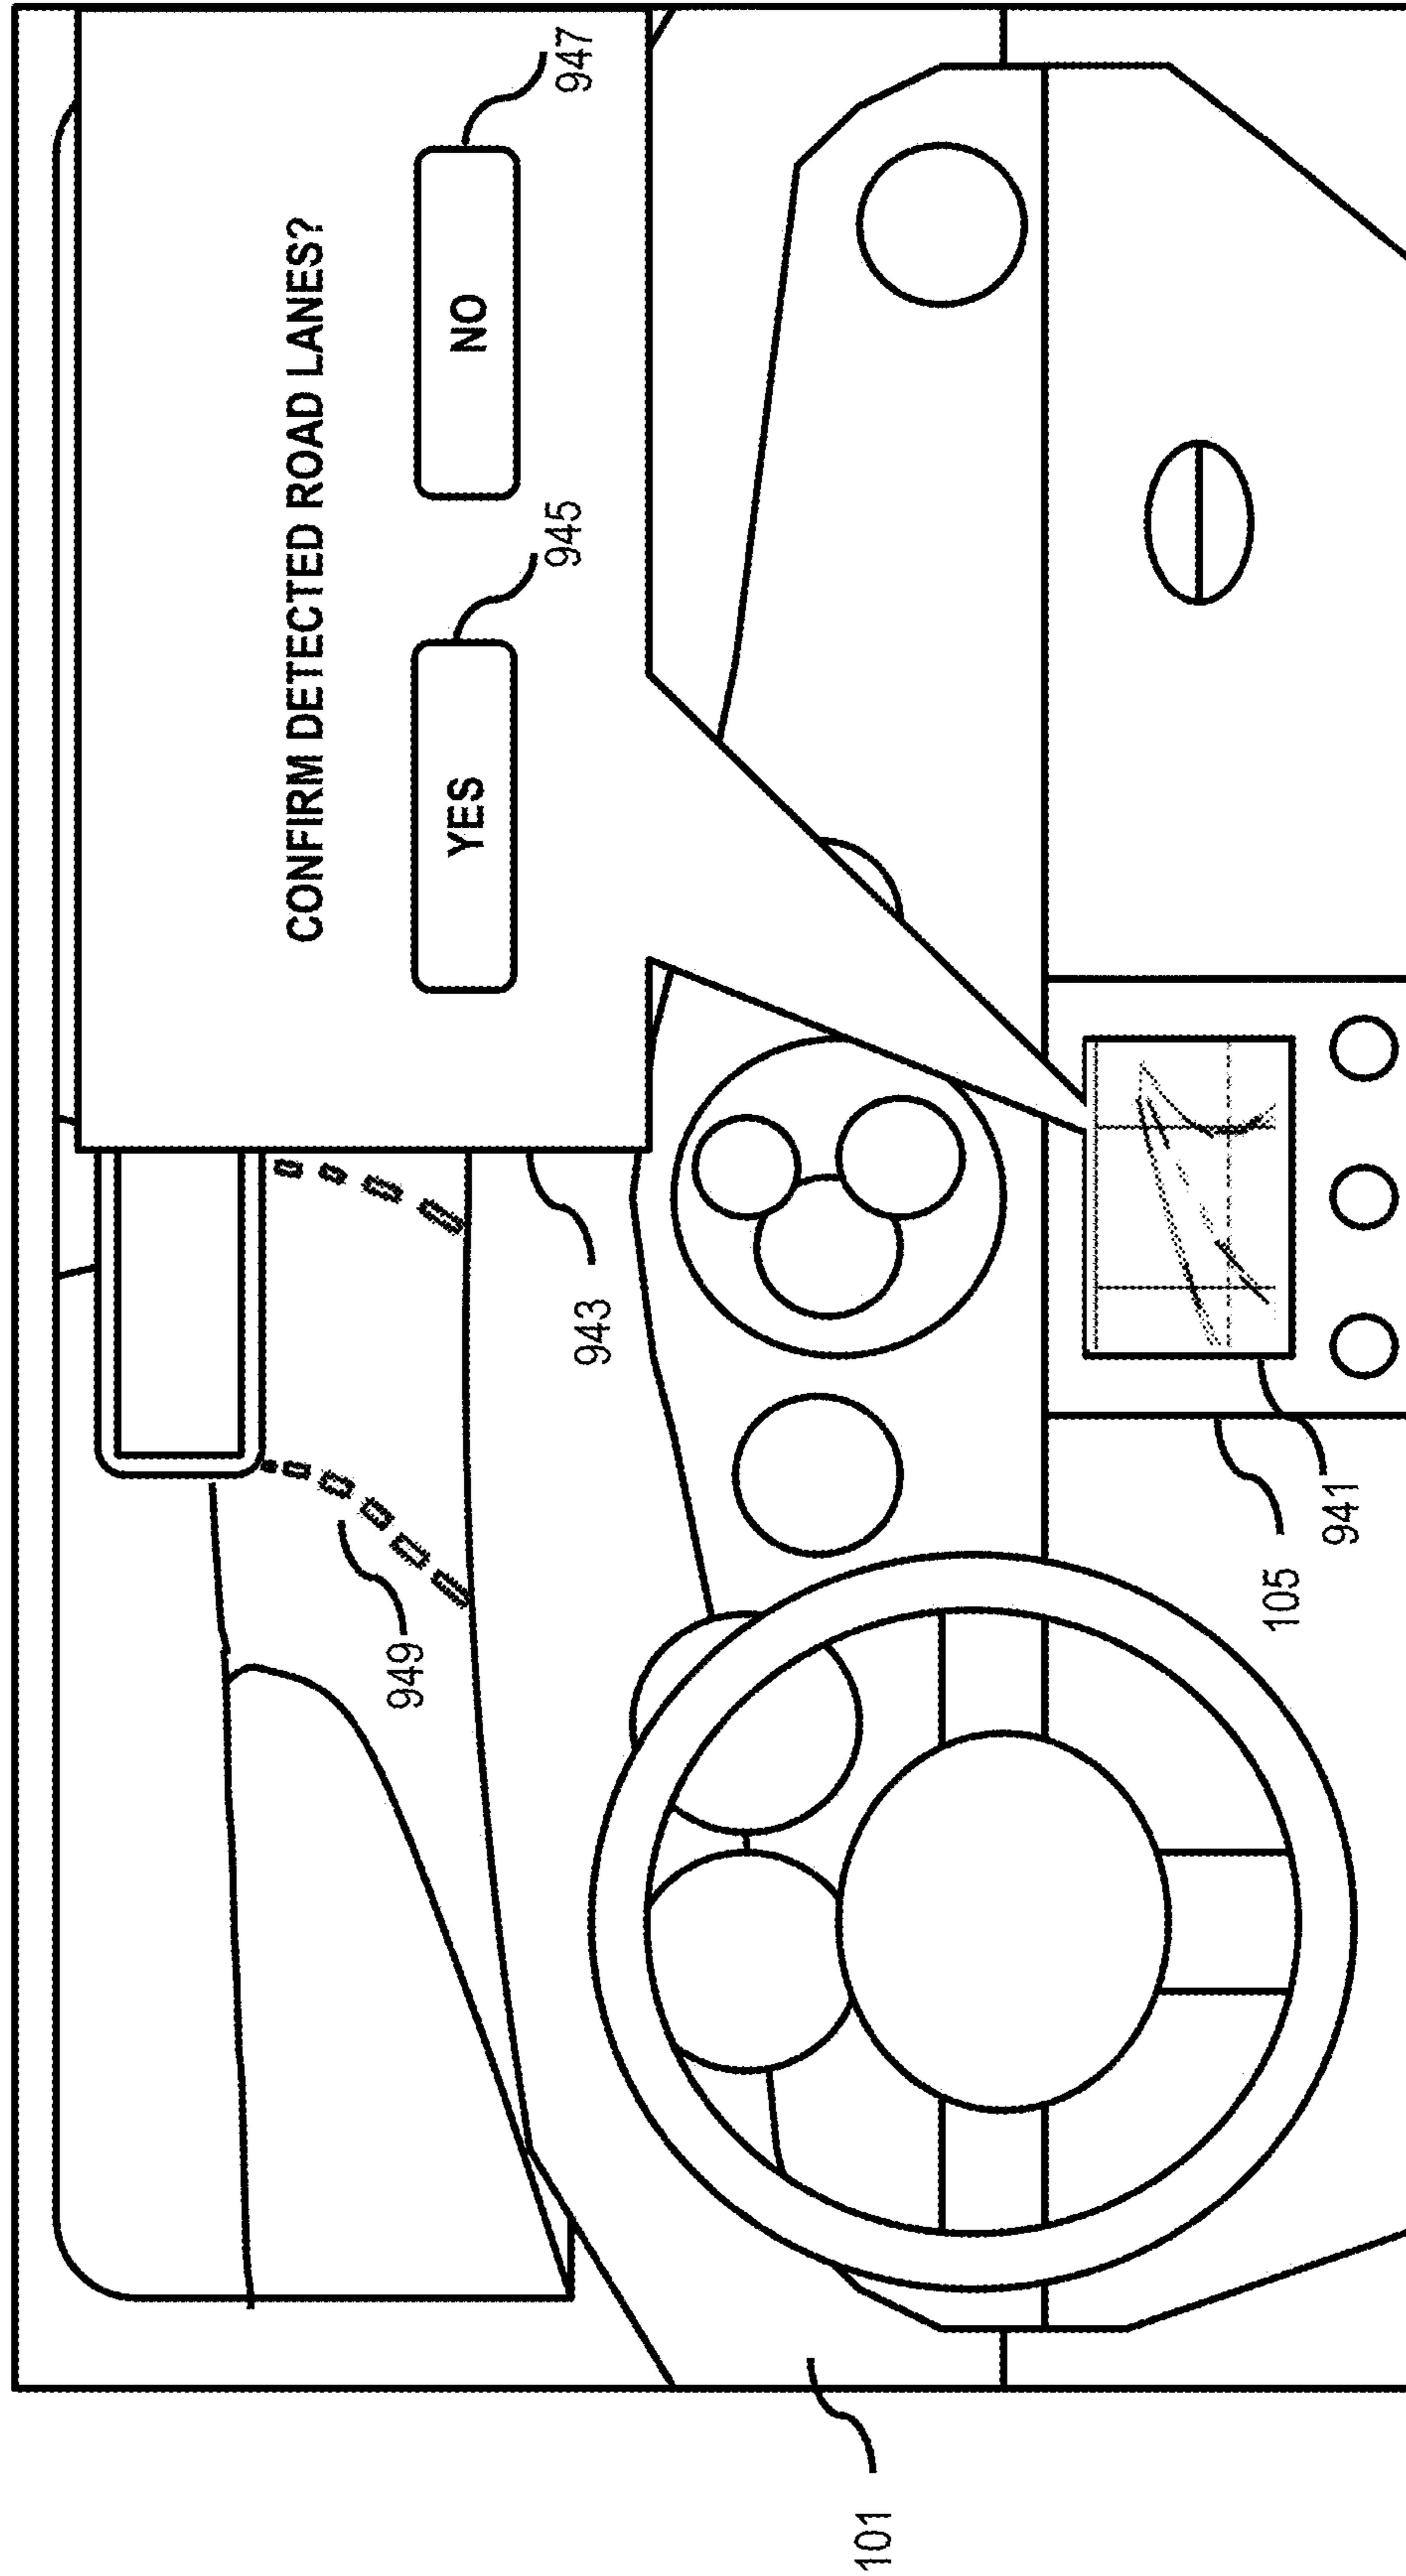 CONFIRM DETECTED ROAD LANES?
YES
NO
945
947
943
949
941
105
101